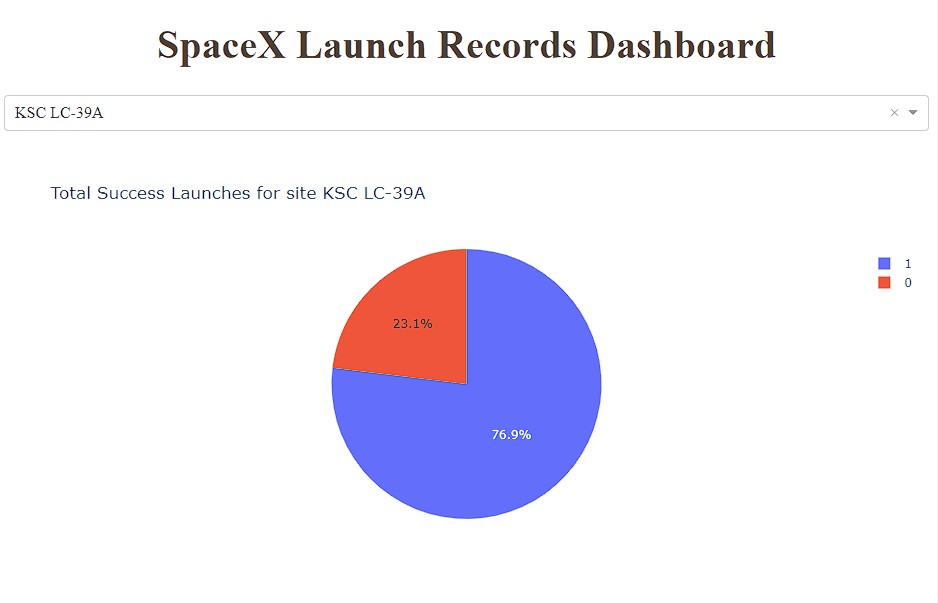 SpaceX Launch Records Dashboard
KSC LC-39A
Total Success Launches for site KSC LC-39A
1
0
23.1%
76.9%